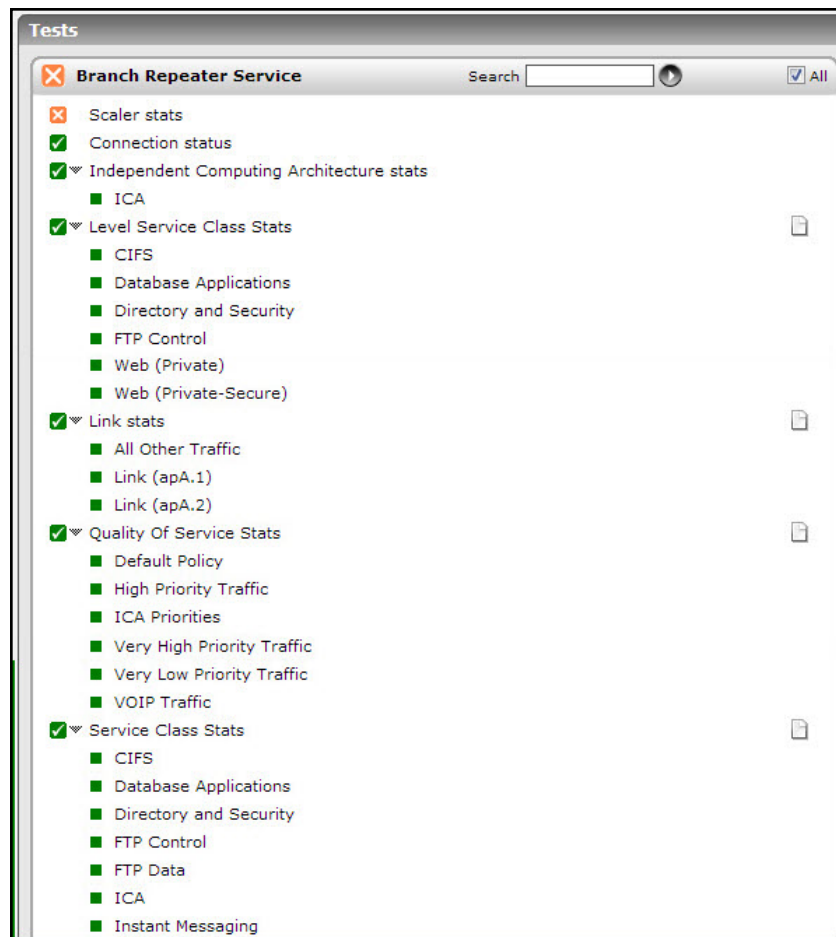 Tests
Branch Repeater Service Search All
Scaler stats
Connection status
Independent Computing Architecture stats
ICA
Level Service Class Stats
CIFS
Database Applications
Directory and Security
FTP Control
Web (Private)
Web (Private-Secure)
Link stats
All Other Traffic
Link (apA.1)
Link (apA.2)
Quality Of Service Stats
Default Policy
High Priority Traffic
ICA Priorities
Very High Priority Traffic
Very Low Priority Traffic
VOIP Traffic
Service Class Stats
CIFS
Database Applications
Directory and Security
FTP Control
FTP Data
ICA
Instant Messaging